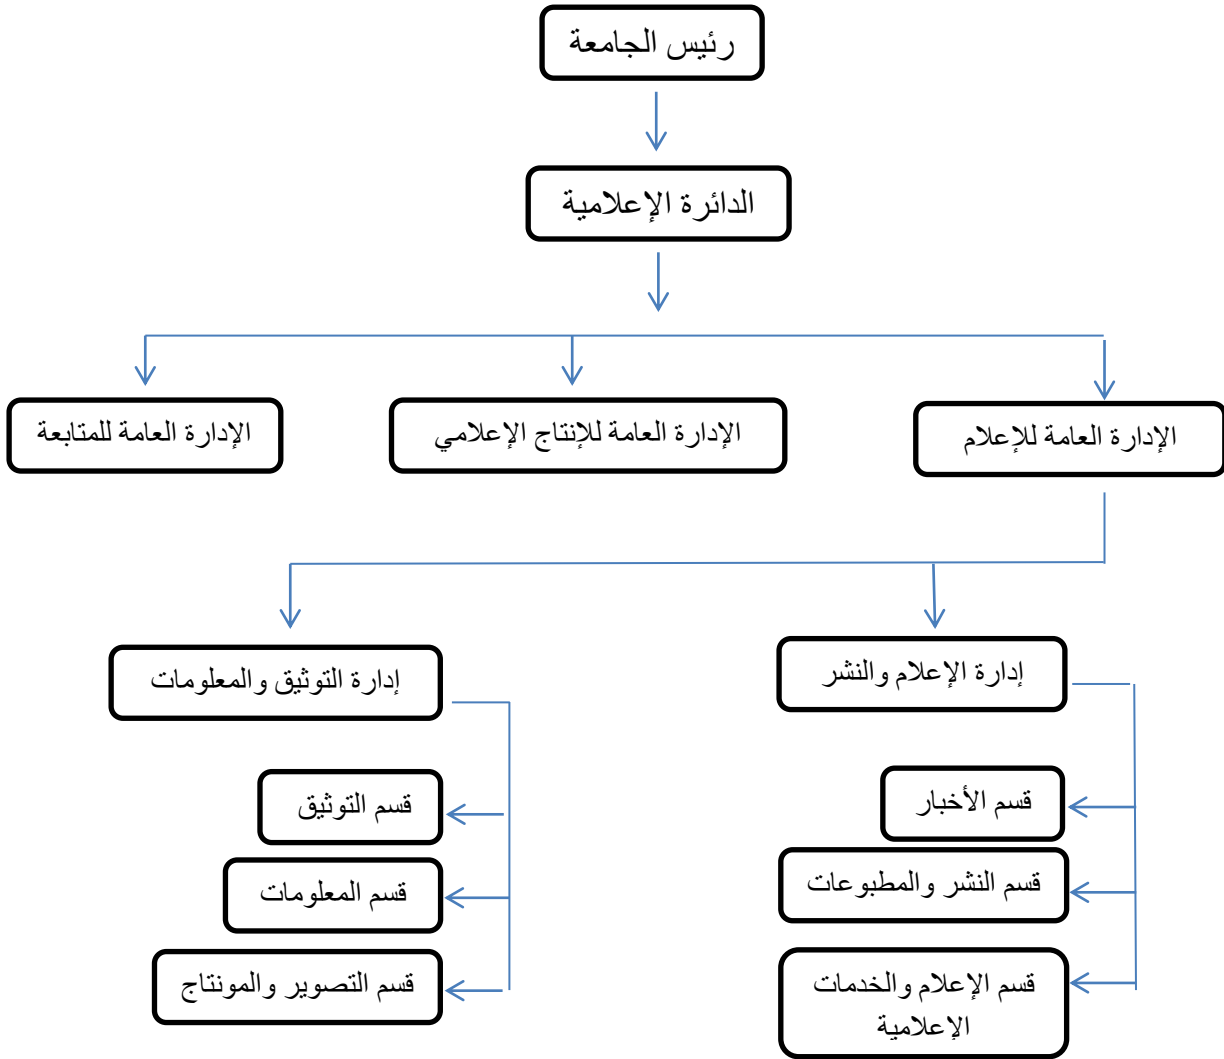 رئيس الجامعة
الدائرة الإعلامية
الإدارة العامة للإعلام
الإدارة العامة للإنتاج الإعلامي
الإدارة العامة للمتابعة
إدارة الإعلام والنشر
إدارة التوثيق والمعلومات
قسم الأخبار
قسم التوثيق
قسم النشر والمطبوعات
قسم المعلومات
قسم الإعلام والخدمات
الإعلامية
قسم التصوير والمونتاج